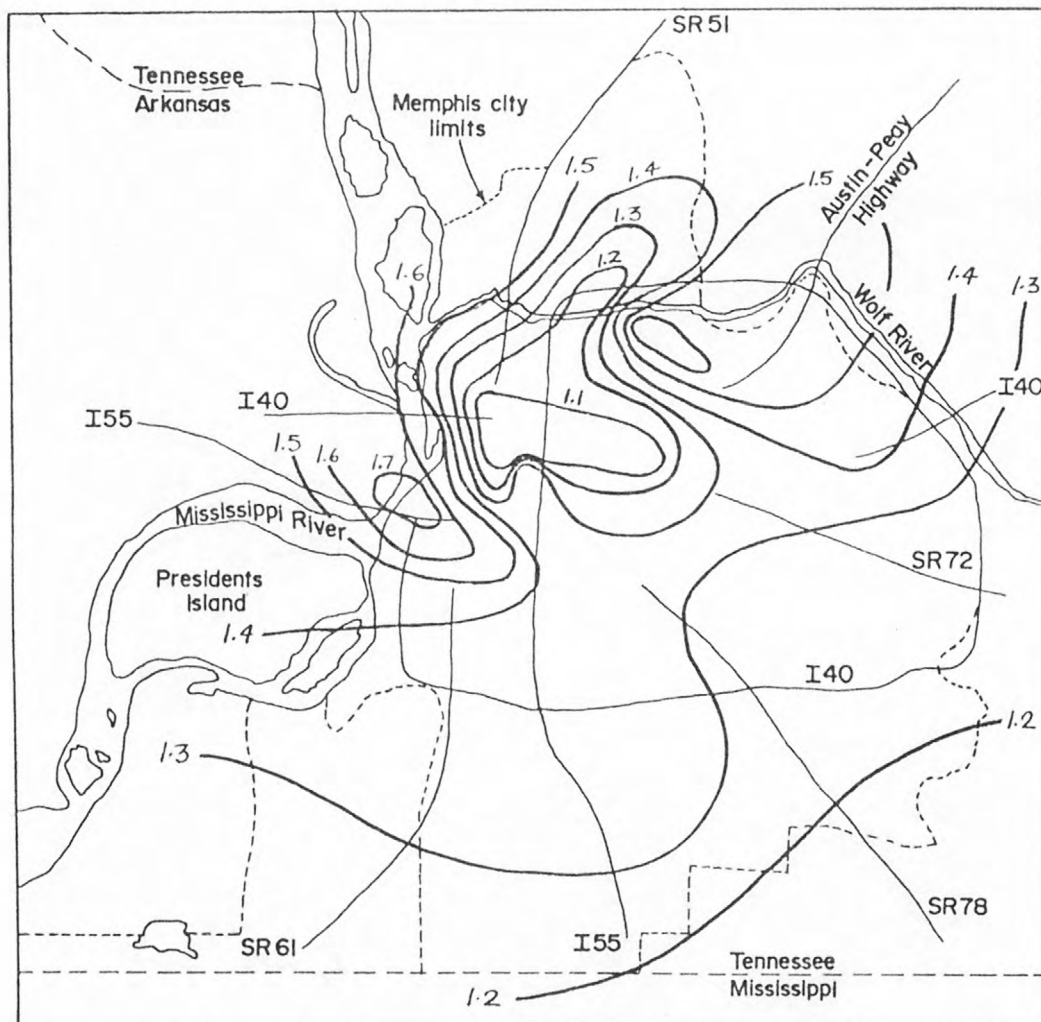 SR51
Tennessee
Arkansas
Memphis city
limits
Austin-Peay
Highway
1.5
1.4
1.5
1.3
1.2
1.6
1.4
1.3
Wolf River
I40
I40
1.1
I55
1.5
1.6
1.7
Mississippi River
SR72
Presidents
Island
1.4
I40
1.2
1.3
SR78
SR61
I55
Tennessee
Mississippi
1.2